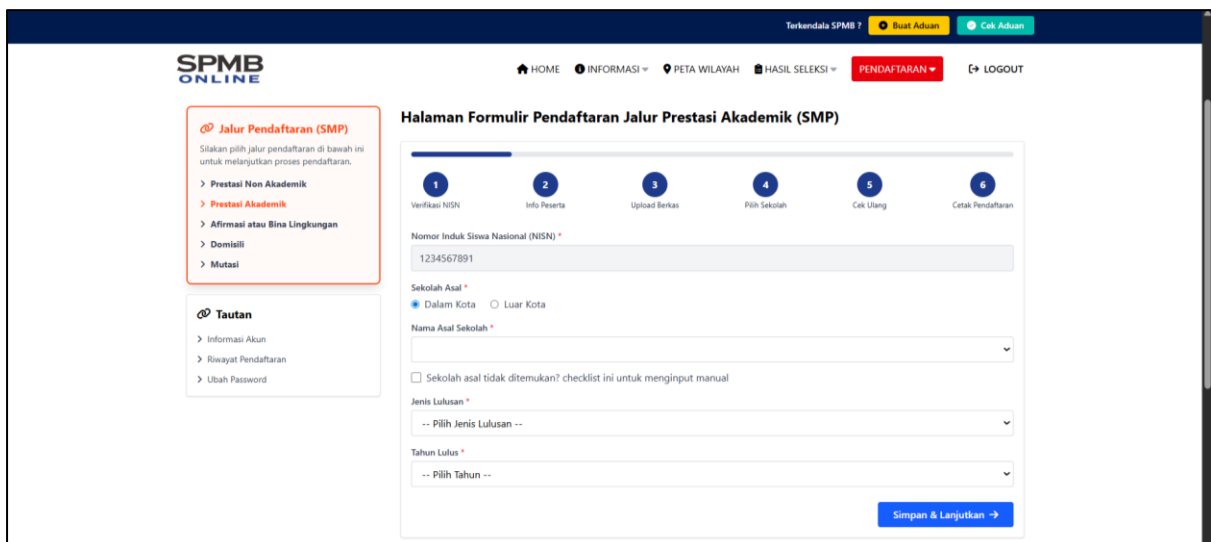 Terkendala SPMB ? Buat Aduan Cek Aduan
SPMB
ONLINE
HOME INFORMASI PETA WILAYAH HASIL SELEKSI PENDAFTARAN LOGOUT
Jalur Pendaftaran (SMP)
Silakan pilih jalur pendaftaran di bawah ini
untuk melanjutkan proses pendaftaran.
Prestasi Non Akademik
Prestasi Akademik
Afirmasi atau Bina Lingkungan
Domisili
Mutasi
Tautan
Informasi Akun
Riwayat Pendaftaran
Ubah Password
Halaman Formulir Pendaftaran Jalur Prestasi Akademik (SMP)
1 2 3 4 5 6
Verifikasi NISN Info Peserta Upload Berkas Pilih Sekolah Cek Ulang Cetak Pendaftaran
Nomor Induk Siswa Nasional (NISN) *
1234567891
Sekolah Asal *
Dalam Kota Luar Kota
Nama Asal Sekolah *
Sekolah asal tidak ditemukan? checklist ini untuk menginput manual
Jenis Lulusan *
-- Pilih Jenis Lulusan --
Tahun Lulus *
-- Pilih Tahun --
Simpan & Lanjutkan →